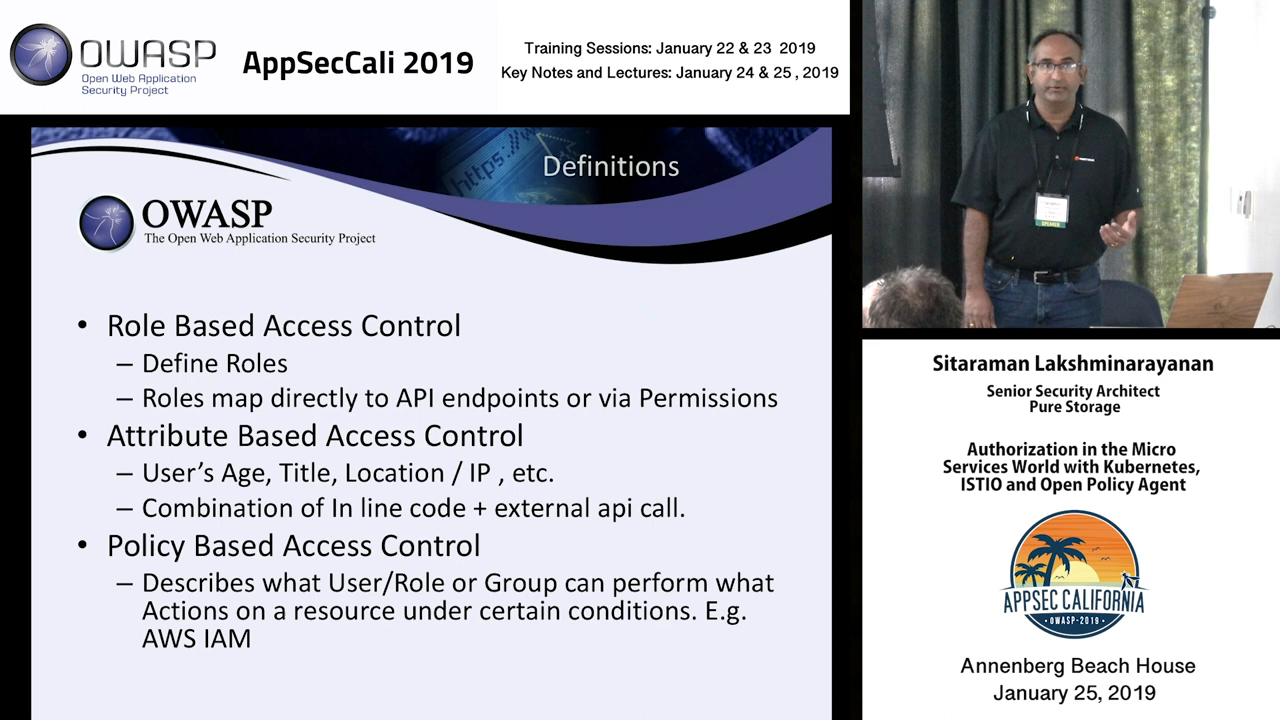 OWASP
Open Web Application
Security Project
AppSecCali 2019
Training Sessions: January 22 & 23 2019
Key Notes and Lectures: January 24 & 25 , 2019
https://
Definitions
OWASP
The Open Web Application Security Project
• Role Based Access Control
– Define Roles
– Roles map directly to API endpoints or via Permissions
• Attribute Based Access Control
– User’s Age, Title, Location / IP , etc.
– Combination of In line code + external api call.
• Policy Based Access Control
– Describes what User/Role or Group can perform what
Actions on a resource under certain conditions. E.g.
AWS IAM
SPEAKER
Sitaraman Lakshminarayanan
Senior Security Architect
Pure Storage
Authorization in the Micro
Services World with Kubernetes,
ISTIO and Open Policy Agent
APPSEC CALIFORNIA
• OWASP-2019 •
Annenberg Beach House
January 25, 2019